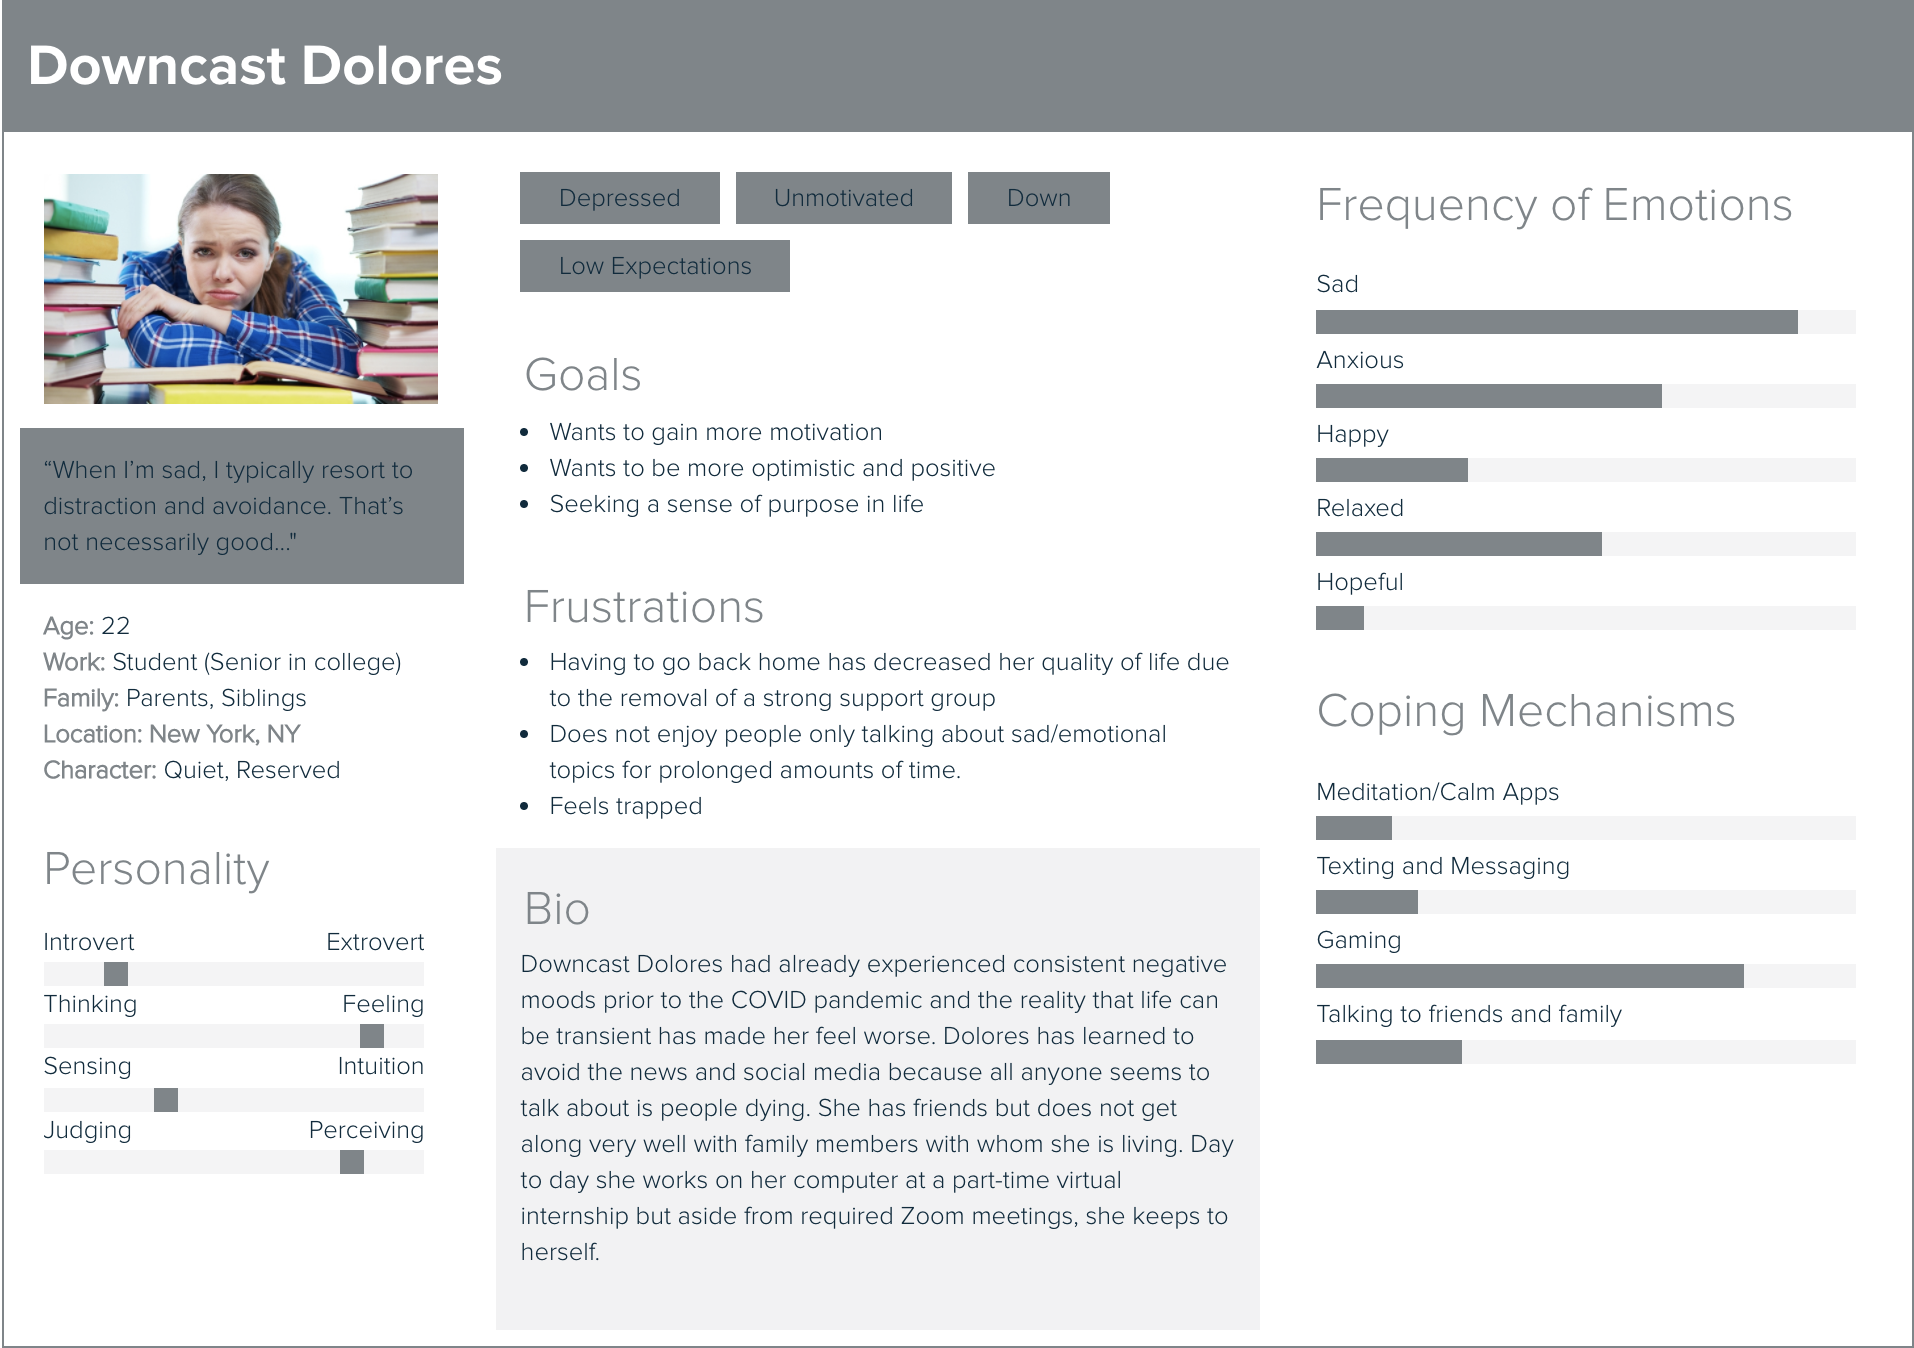 Downcast Dolores
“When I’m sad, I typically resort to
distraction and avoidance. That’s
not necessarily good..."
Age: 22
Work: Student (Senior in college)
Family: Parents, Siblings
Location: New York, NY
Character: Quiet, Reserved
Personality
Introvert Extrovert
Thinking Feeling
Sensing Intuition
Judging Perceiving
Depressed Unmotivated Down
Low Expectations
Goals
• Wants to gain more motivation
• Wants to be more optimistic and positive
• Seeking a sense of purpose in life
Frustrations
• Having to go back home has decreased her quality of life due
to the removal of a strong support group
• Does not enjoy people only talking about sad/emotional
topics for prolonged amounts of time.
• Feels trapped
Bio
Downcast Dolores had already experienced consistent negative
moods prior to the COVID pandemic and the reality that life can
be transient has made her feel worse. Dolores has learned to
avoid the news and social media because all anyone seems to
talk about is people dying. She has friends but does not get
along very well with family members with whom she is living. Day
to day she works on her computer at a part-time virtual
internship but aside from required Zoom meetings, she keeps to
herself.
Frequency of Emotions
Sad
Anxious
Happy
Relaxed
Hopeful
Coping Mechanisms
Meditation/Calm Apps
Texting and Messaging
Gaming
Talking to friends and family